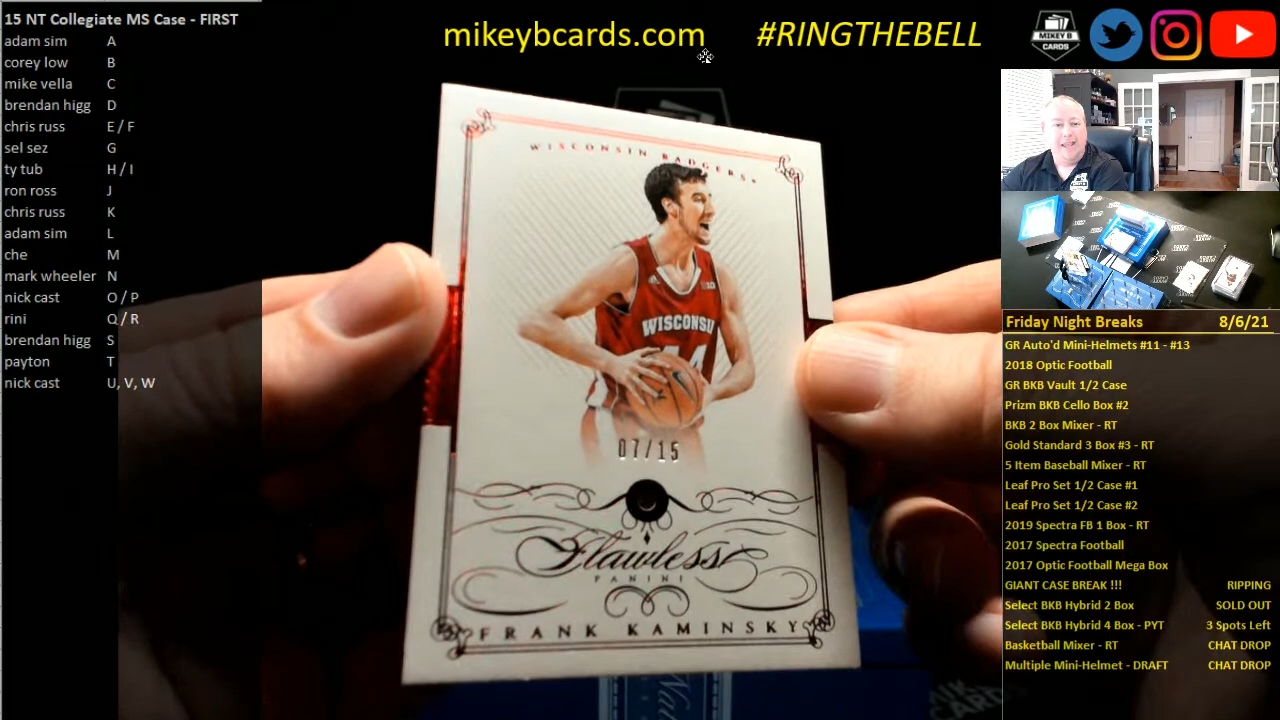 15 NT Collegiate MS Case - FIRST
adam sim A
corey low B
mike vella C
brendan higg D
chris russ E / F
sel sez G
ty tub H / I
ron ross J
chris russ K
adam sim L
che M
mark wheeler N
nick cast O / P
rini Q / R
brendan higg S
payton T
nick cast U, V, W
mikeybcards.com #RINGTHEBELL
MIKEY B
CARDS
WISCONSIN BADGERS
WISCONSI
07/15
Flawless
PANINI
FRANK KAMINSKY
Friday Night Breaks 8/6/21
GR Auto'd Mini-Helmets #11 - #13
2018 Optic Football
GR BKB Vault 1/2 Case
Prizm BKB Cello Box #2
BKB 2 Box Mixer - RT
Gold Standard 3 Box #3 - RT
5 Item Baseball Mixer - RT
Leaf Pro Set 1/2 Case #1
Leaf Pro Set 1/2 Case #2
2019 Spectra FB 1 Box - RT
2017 Spectra Football
2017 Optic Football Mega Box
GIANT CASE BREAK !!! RIPPING
Select BKB Hybrid 2 Box SOLD OUT
Select BKB Hybrid 4 Box - PYT 3 Spots Left
Basketball Mixer - RT CHAT DROP
Multiple Mini-Helmet - DRAFT CHAT DROP